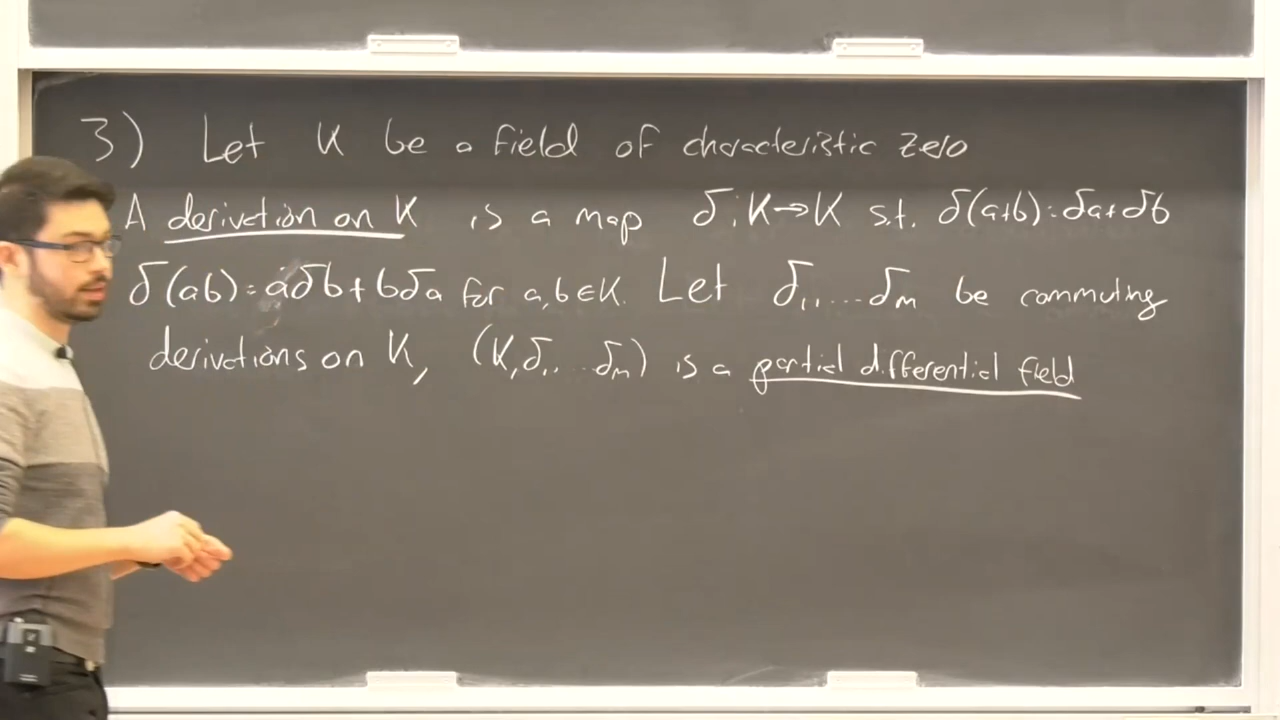 3) Let K be a field of characteristic zero
A derivation on K is a map δ: K→K s.t. δ(a+b)=δa+δb
δ(ab)=aδb+bδa for a,b∈K. Let δ₁,...δₘ be commuting
derivations on K, (K,δ₁,...δₘ) is a partial differential field